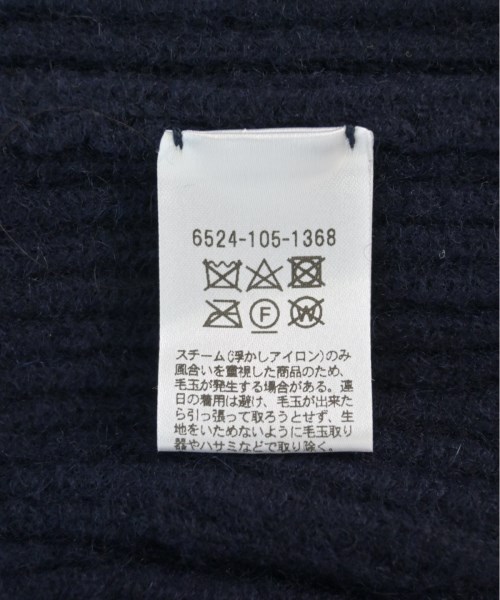 6524-105-1368
F W
スチーム(浮かしアイロン)のみ
風合いを重視した商品のため、
毛玉が発生する場合がある。連
日の着用は避け、毛玉が出来た
ら引っ張って取ろうとせず、生
地をいためないように毛玉取り
器やハサミなどで取り除く。